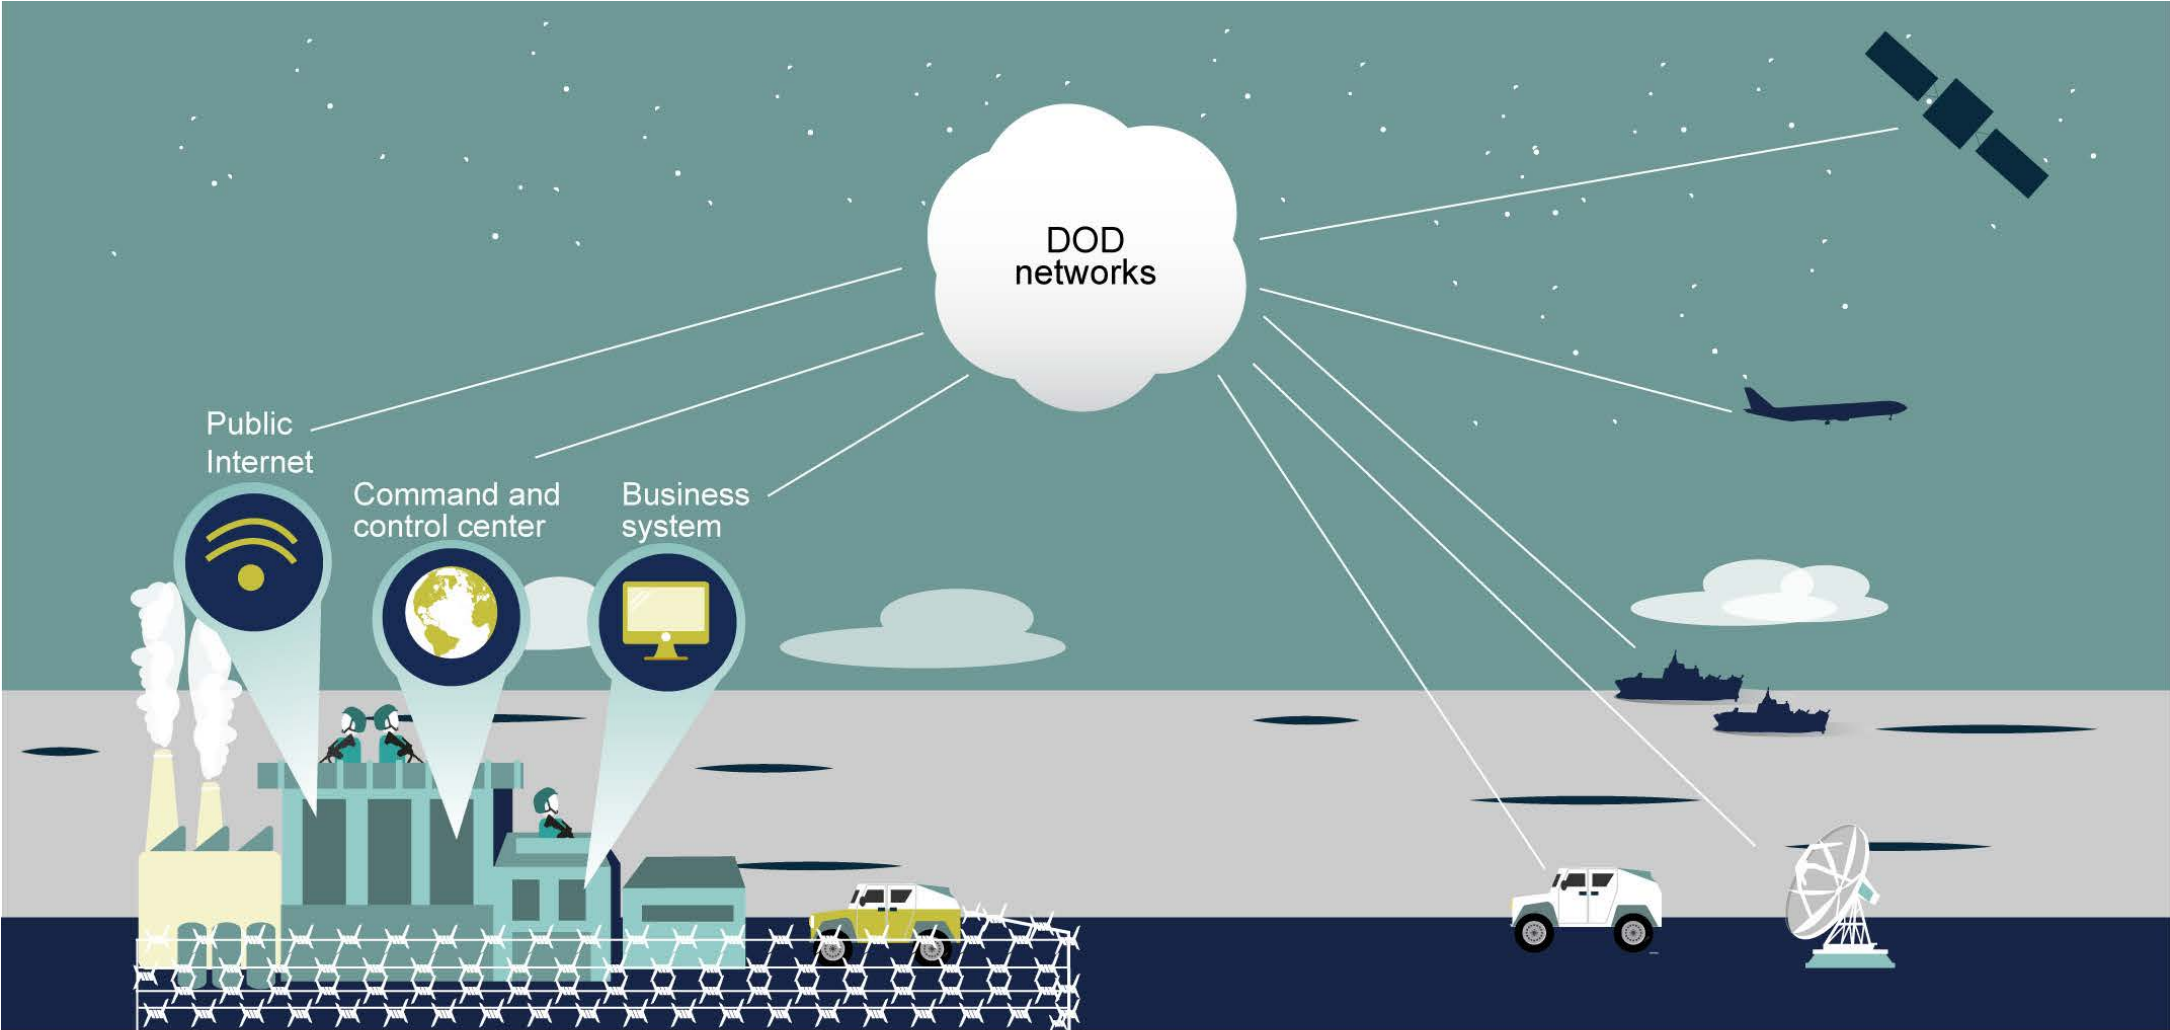 DOD
networks
Public
Internet
Command and
control center
Business
system